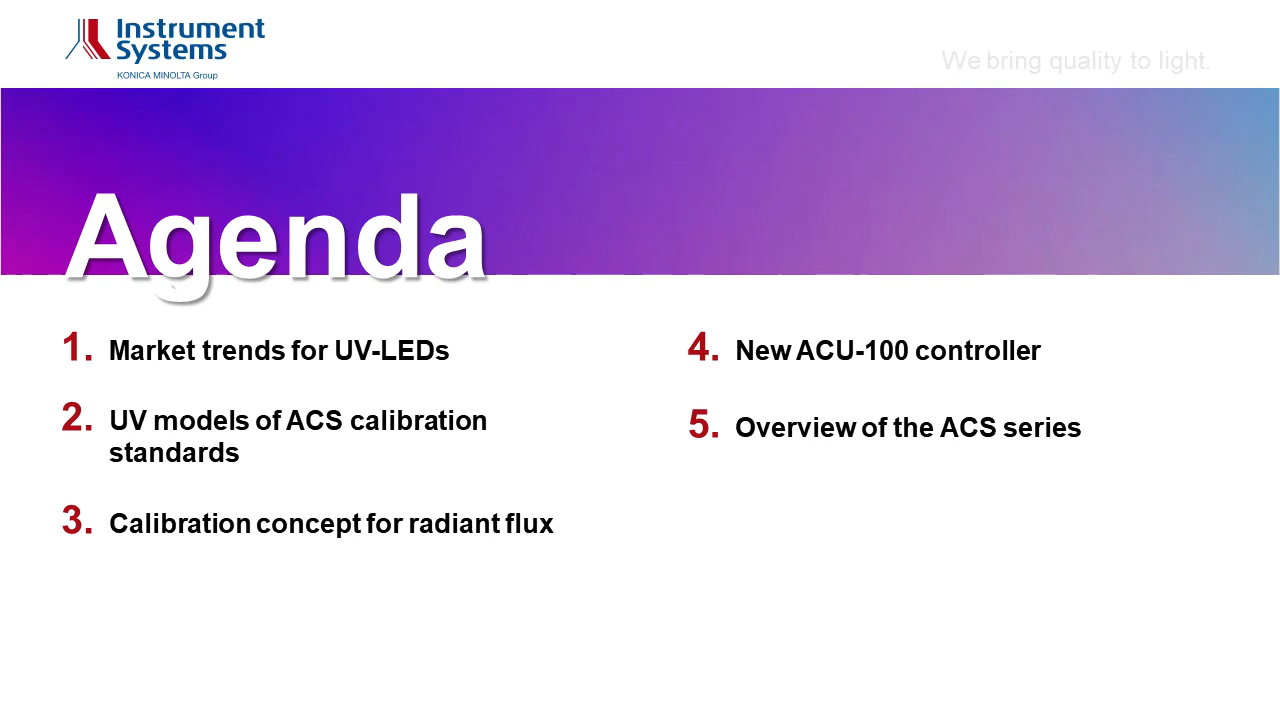 Instrument
Systems
KONICA MINOLTA Group
We bring quality to light.
Agenda
1. Market trends for UV-LEDs
2. UV models of ACS calibration
standards
3. Calibration concept for radiant flux
4. New ACU-100 controller
5. Overview of the ACS series